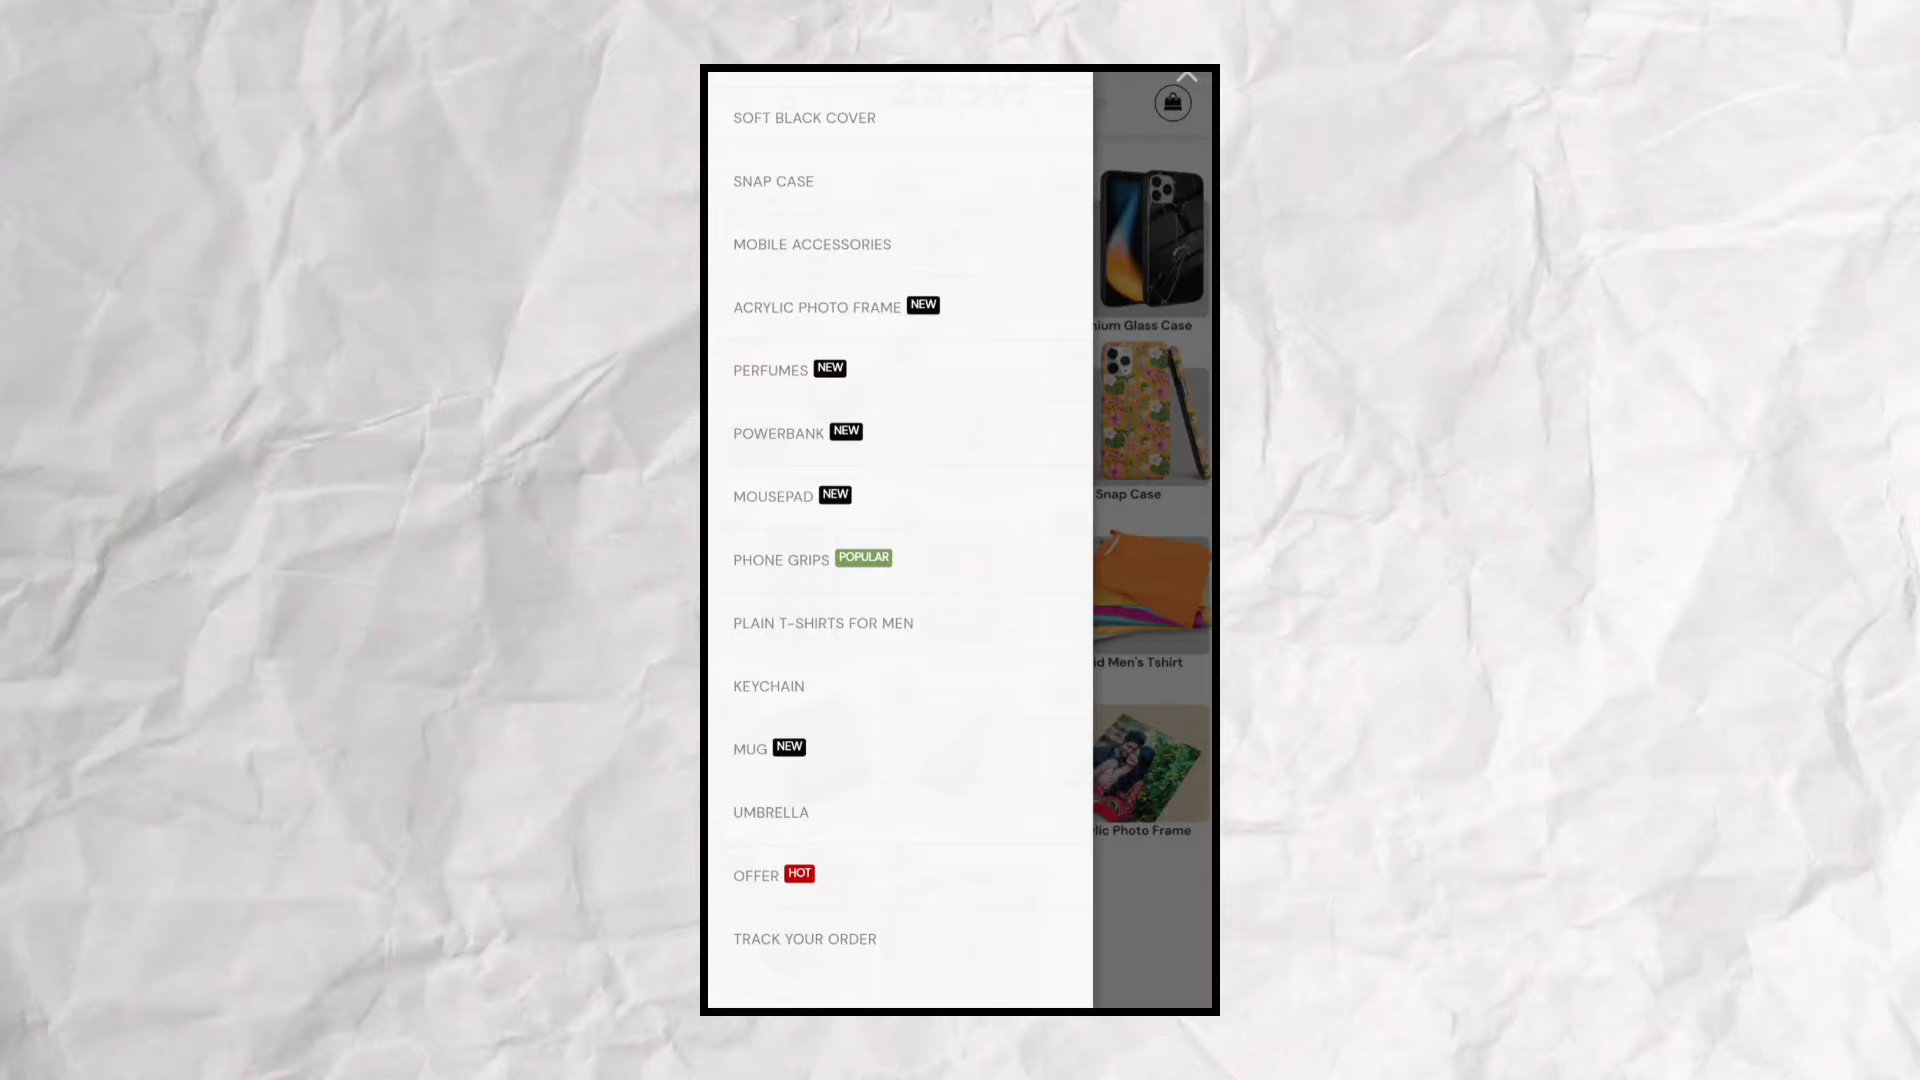 SOFT BLACK COVER
SNAP CASE
MOBILE ACCESSORIES
ACRYLIC PHOTO FRAME NEW
PERFUMES NEW
POWERBANK NEW
MOUSEPAD NEW
PHONE GRIPS POPULAR
PLAIN T-SHIRTS FOR MEN
KEYCHAIN
MUG NEW
UMBRELLA
OFFER HOT
TRACK YOUR ORDER
Glass Case
Snap Case
Men's Tshirt
Photo Frame